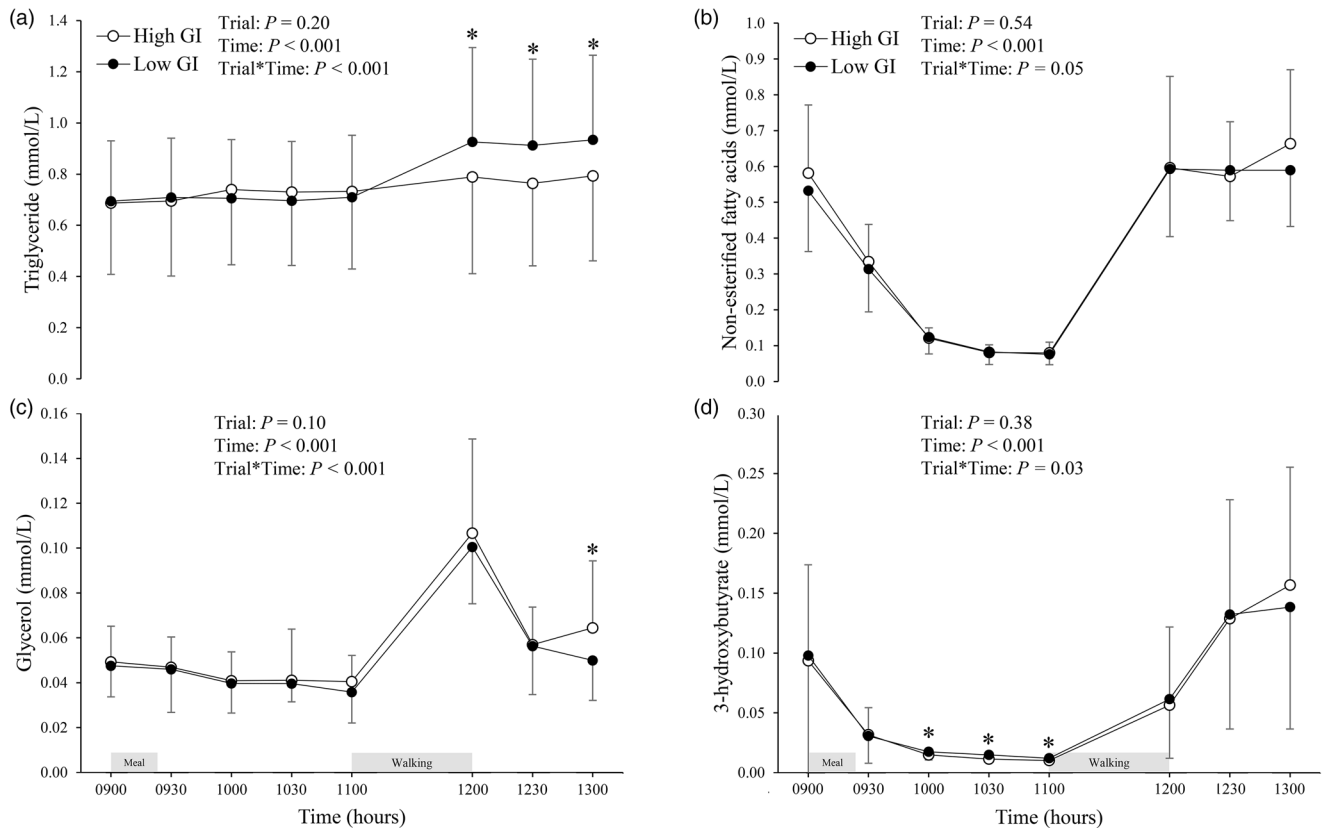 (a)
Trial: P = 0.20
High GI
Time: P < 0.001
Low GI
Trial*Time: P < 0.001
* * *
Triglyceride (mmol/L)
1.4
1.2
1.0
0.8
0.6
0.4
0.2
0.0
(b)
Trial: P = 0.54
High GI
Time: P < 0.001
Low GI
Trial*Time: P = 0.05
Non-esterified fatty acids (mmol/L)
1.0
0.9
0.8
0.7
0.6
0.5
0.4
0.3
0.2
0.1
0.0
(c)
Trial: P = 0.10
Time: P < 0.001
Trial*Time: P < 0.001
*
Glycerol (mmol/L)
0.16
0.14
0.12
0.10
0.08
0.06
0.04
0.02
0.00
Meal
Walking
0900 0930 1000 1030 1100 1200 1230 1300
Time (hours)
(d)
Trial: P = 0.38
Time: P < 0.001
Trial*Time: P = 0.03
* * *
3-hydroxybutyrate (mmol/L)
0.30
0.25
0.20
0.15
0.10
0.05
0.00
Meal
Walking
0900 0930 1000 1030 1100 1200 1230 1300
Time (hours)